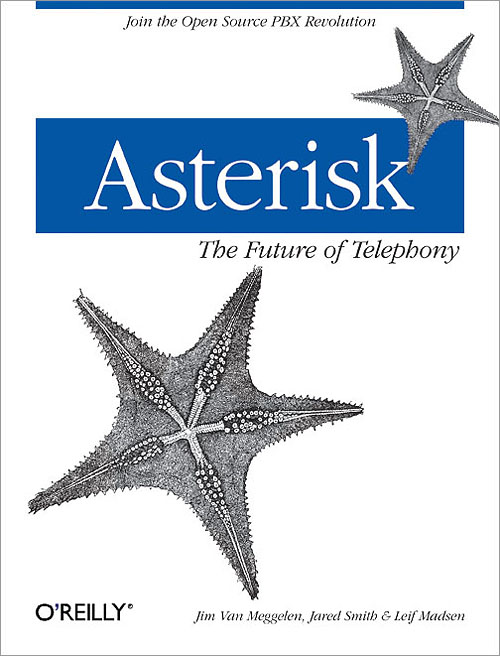 Join the Open Source PBX Revolution
Asterisk
The Future of Telephony
O'REILLY®
Jim Van Meggelen, Jared Smith & Leif Madsen